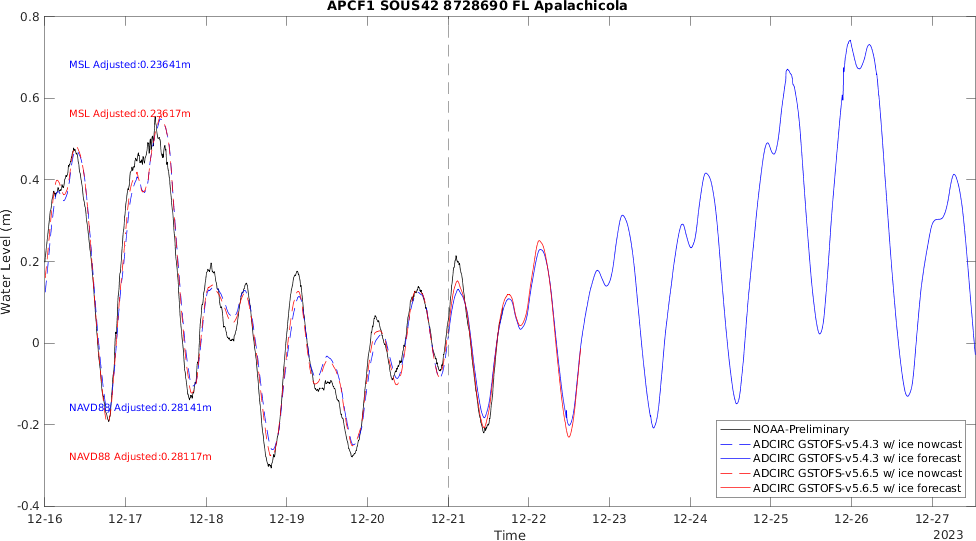 APCF1 SOUS42 8728690 FL Apalachicola
0.8
0.6
0.4
0.2
0
-0.2
-0.4
Water Level (m)
MSL Adjusted:0.23641m
MSL Adjusted:0.23617m
NAVD88 Adjusted:0.28141m
NAVD88 Adjusted:0.28117m
NOAA-Preliminary
ADCIRC GSTOFS-v5.4.3 w/ ice nowcast
ADCIRC GSTOFS-v5.4.3 w/ ice forecast
ADCIRC GSTOFS-v5.6.5 w/ ice nowcast
ADCIRC GSTOFS-v5.6.5 w/ ice forecast
12-16 12-17 12-18 12-19 12-20 12-21 12-22 12-23 12-24 12-25 12-26 12-27
Time
2023